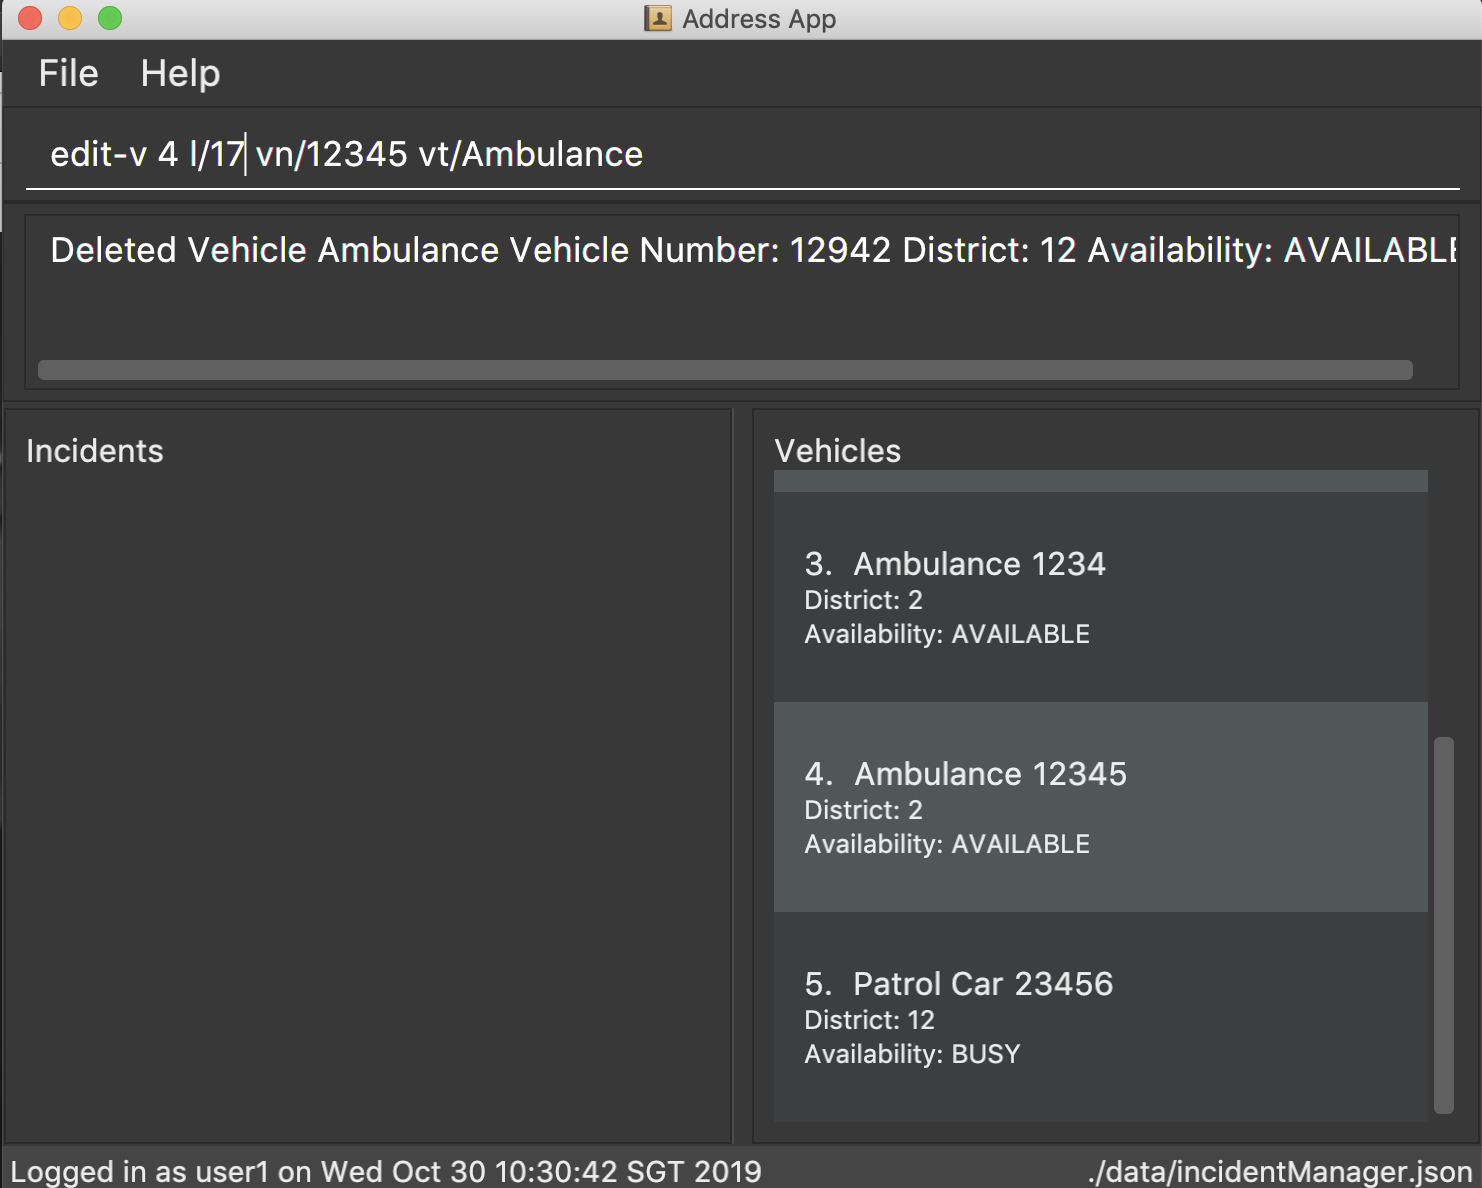 Address App
File Help
edit-v 4 l/17 vn/12345 vt/Ambulance
Deleted Vehicle Ambulance Vehicle Number: 12942 District: 12 Availability: AVAILABLE
Incidents
Vehicles
3. Ambulance 1234
District: 2
Availability: AVAILABLE
4. Ambulance 12345
District: 2
Availability: AVAILABLE
5. Patrol Car 23456
District: 12
Availability: BUSY
Logged in as user1 on Wed Oct 30 10:30:42 SGT 2019
./data/incidentManager.json